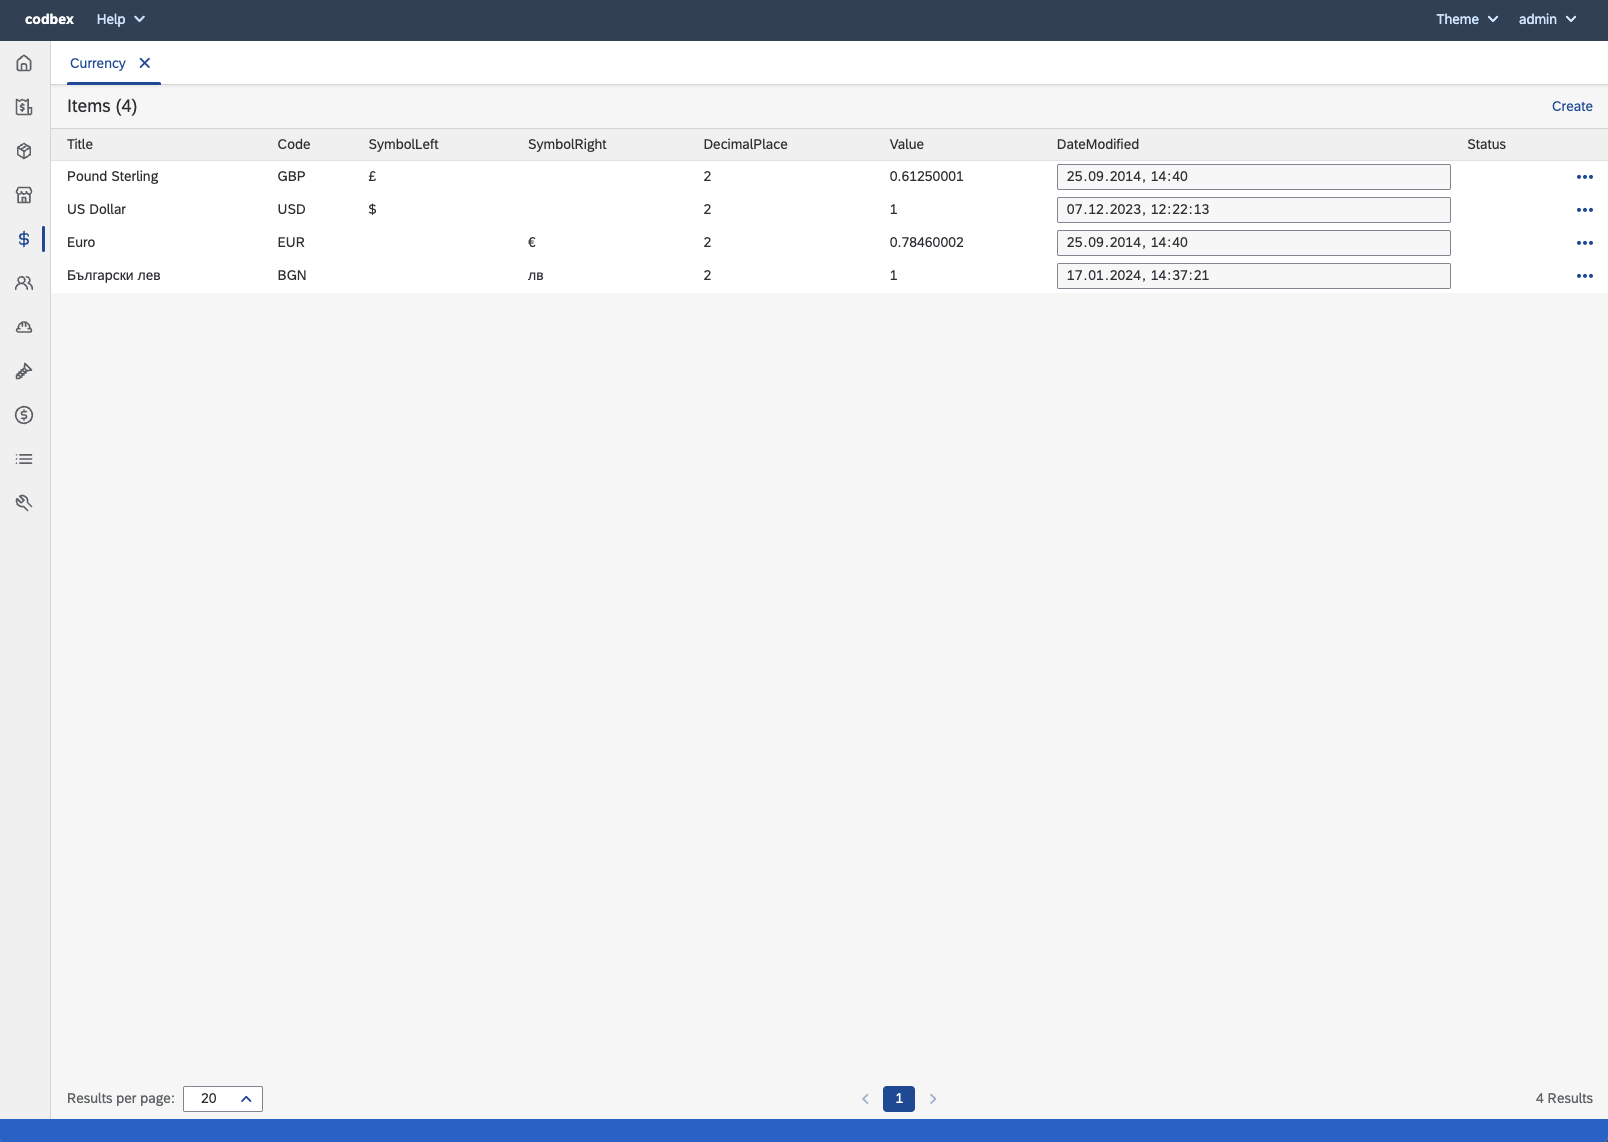 codbex Help Theme admin
Currency
Items (4) Create
Title Code SymbolLeft SymbolRight DecimalPlace Value DateModified Status
Pound Sterling GBP £ 2 0.61250001 25.09.2014, 14:40
US Dollar USD $ 2 1 07.12.2023, 12:22:13
Euro EUR € 2 0.78460002 25.09.2014, 14:40
Български лев BGN лв 2 1 17.01.2024, 14:37:21
Results per page: 20 1 4 Results